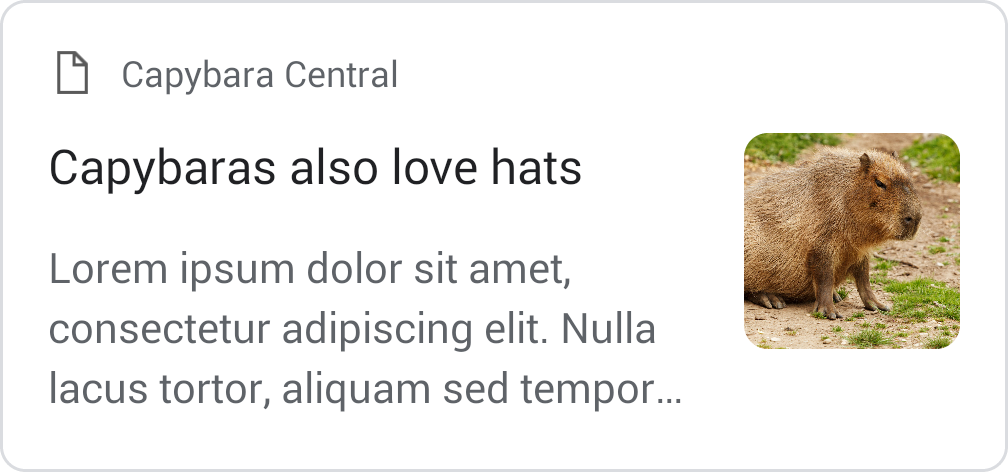 Capybara Central
Capybaras also love hats
Lorem ipsum dolor sit amet,
consectetur adipiscing elit. Nulla
lacus tortor, aliquam sed tempor…